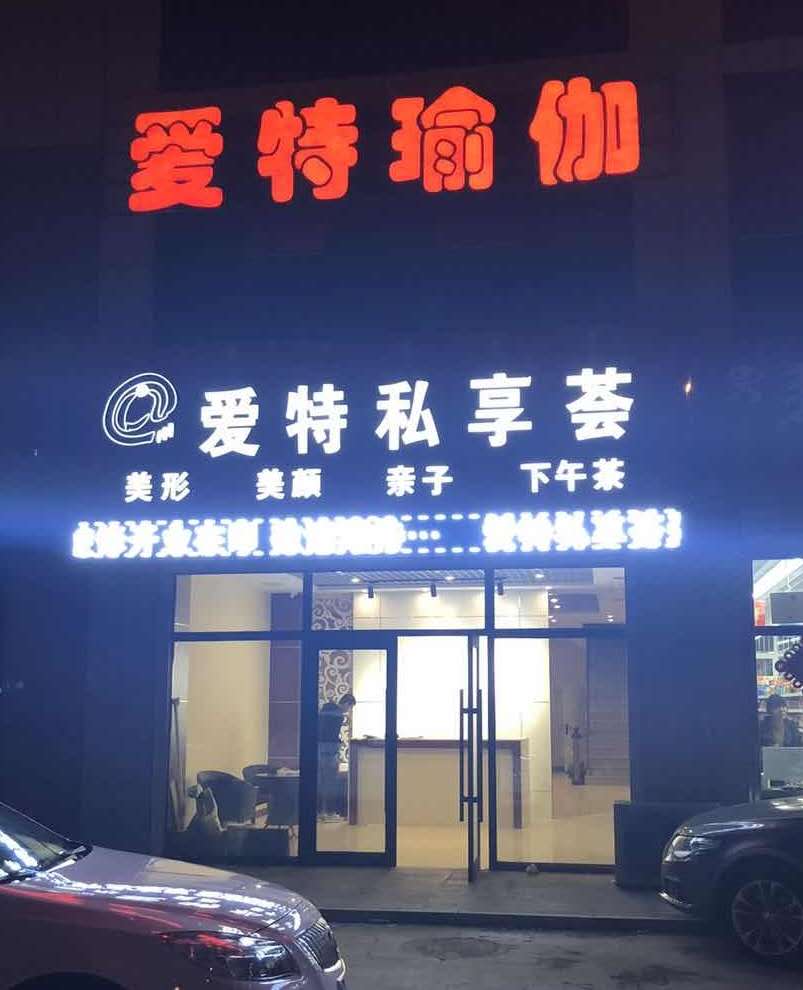 爱特瑜伽
@爱特私享荟
美形 美颜 亲子 下午茶